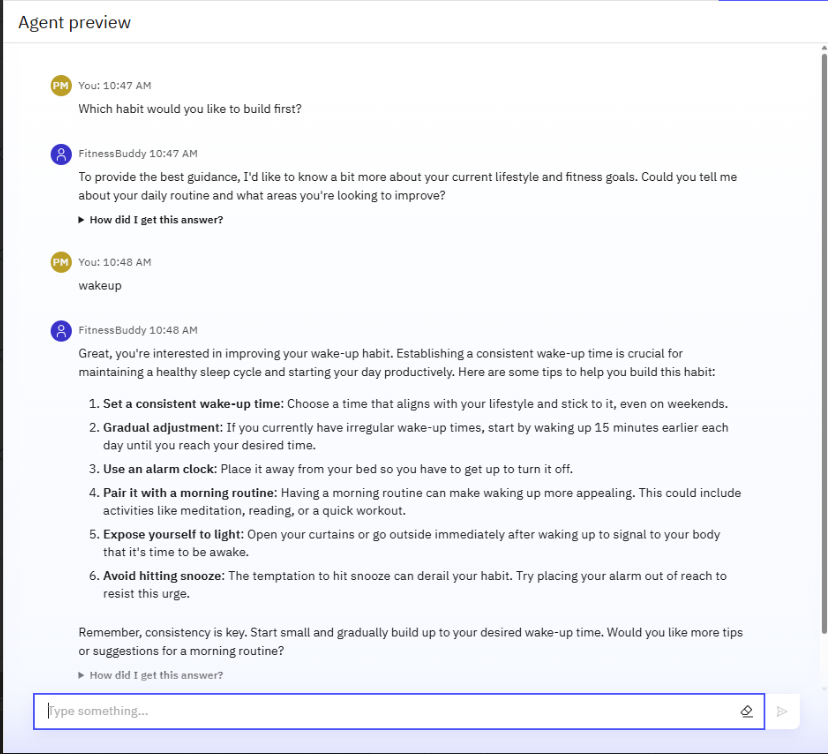 Agent preview
PM You: 10:47 AM
Which habit would you like to build first?
FitnessBuddy 10:47 AM
To provide the best guidance, I'd like to know a bit more about your current lifestyle and fitness goals. Could you tell me
about your daily routine and what areas you're looking to improve?
How did I get this answer?
PM You: 10:48 AM
wakeup
FitnessBuddy 10:48 AM
Great, you're interested in improving your wake-up habit. Establishing a consistent wake-up time is crucial for
maintaining a healthy sleep cycle and starting your day productively. Here are some tips to help you build this habit:
1. Set a consistent wake-up time: Choose a time that aligns with your lifestyle and stick to it, even on weekends.
2. Gradual adjustment: If you currently have irregular wake-up times, start by waking up 15 minutes earlier each
day until you reach your desired time.
3. Use an alarm clock: Place it away from your bed so you have to get up to turn it off.
4. Pair it with a morning routine: Having a morning routine can make waking up more appealing. This could include
activities like meditation, reading, or a quick workout.
5. Expose yourself to light: Open your curtains or go outside immediately after waking up to signal to your body
that it's time to be awake.
6. Avoid hitting snooze: The temptation to hit snooze can derail your habit. Try placing your alarm out of reach to
resist this urge.
Remember, consistency is key. Start small and gradually build up to your desired wake-up time. Would you like more tips
or suggestions for a morning routine?
How did I get this answer?
Type something...